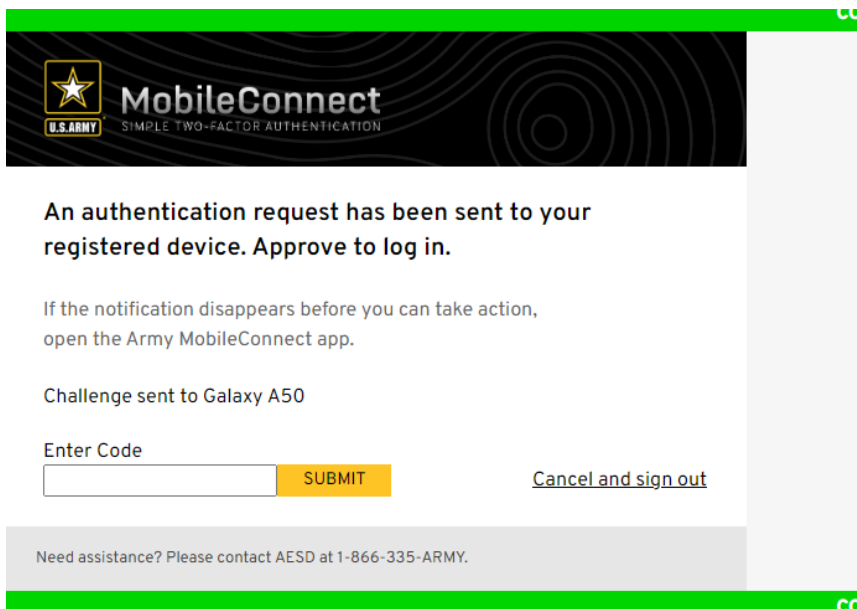 MobileConnect
U.S.ARMY
SIMPLE TWO-FACTOR AUTHENTICATION
An authentication request has been sent to your
registered device. Approve to log in.
If the notification disappears before you can take action,
open the Army MobileConnect app.
Challenge sent to Galaxy A50
Enter Code
SUBMIT
Cancel and sign out
Need assistance? Please contact AESD at 1-866-335-ARMY.